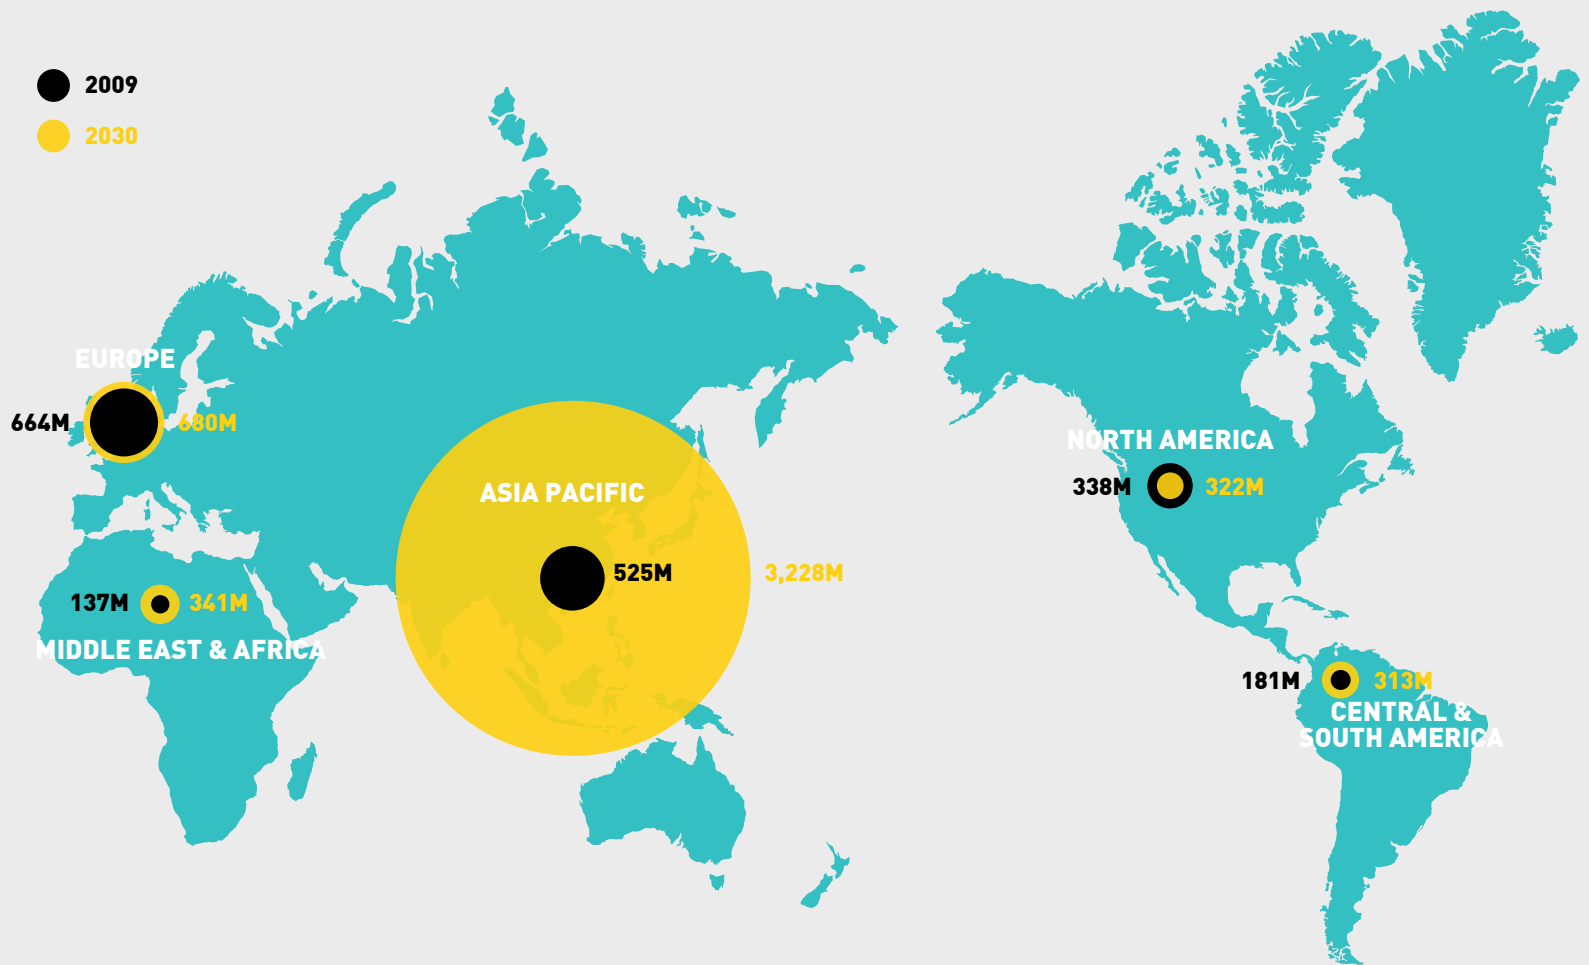 2009
2030
EUROPE
664M 680M
ASIA PACIFIC
525M 3,228M
137M 341M
MIDDLE EAST & AFRICA
NORTH AMERICA
338M 322M
181M 313M
CENTRAL &
SOUTH AMERICA